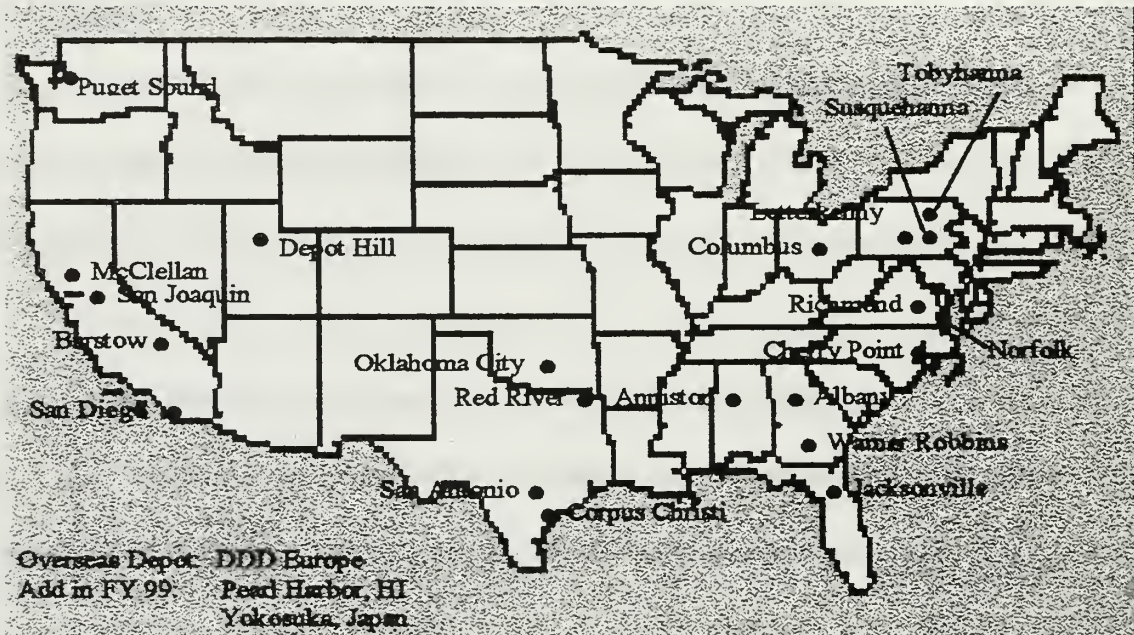 Tobyhanna
Susquehanna
Puget Sound
Letterkenny
Depot Hill
Columbus
McClellan
San Joaquin
Richmond
Barstow
Cherry Point
Norfolk
Oklahoma City
Red River
Anniston
Albany
San Diego
Warner Robbins
San Antonio
Jacksonville
Corpus Christi
Overseas Depot: DDD Europe
Add in FY 99: Pearl Harbor, HI
Yokosuka, Japan